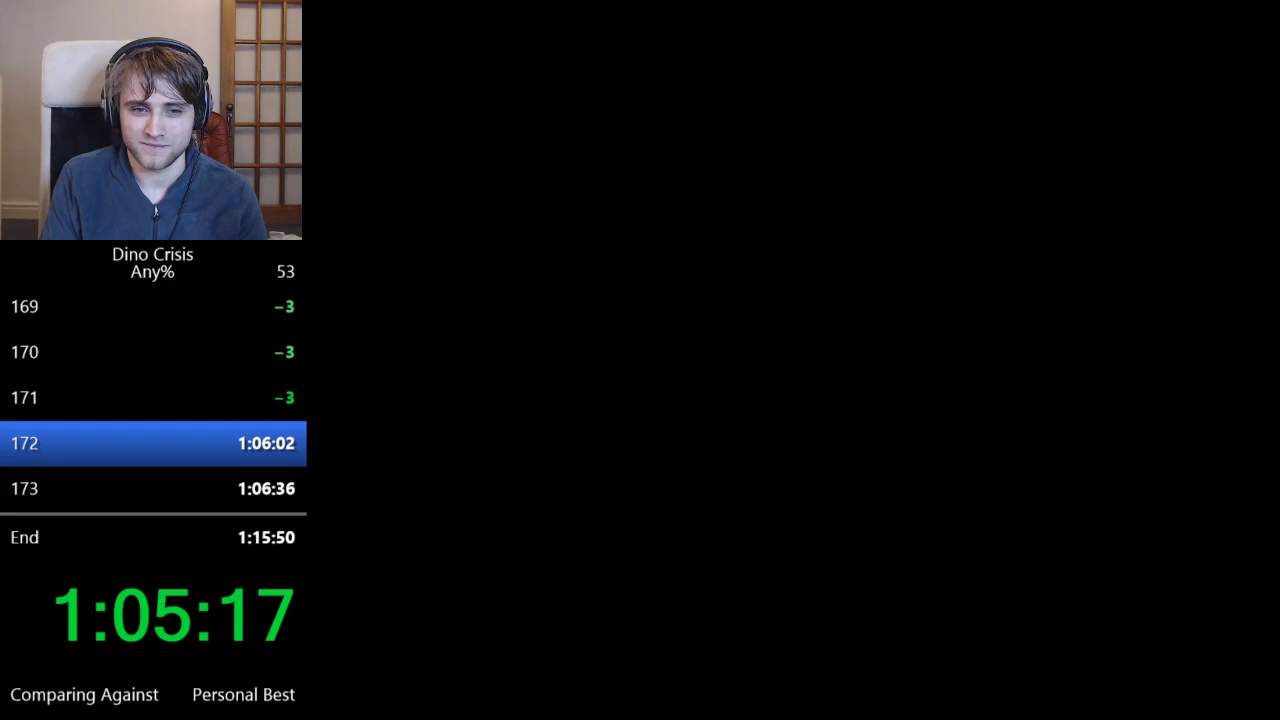 Dino Crisis
Any% 53
169 −3
170 −3
171 −3
172 1:06:02
173 1:06:36
End 1:15:50
1:05:17
Comparing Against Personal Best